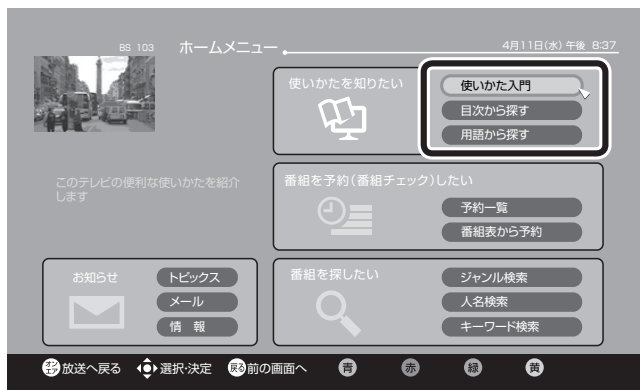 BS 103 ホームメニュー 4月11日(水) 午後 8:37
使いかたを知りたい
使いかた入門
目次から探す
用語から探す
このテレビの便利な使いかたを紹介
します
番組を予約(番組チェック)したい
予約一覧
番組表から予約
お知らせ
トピックス
メール
情 報
番組を探したい
ジャンル検索
人名検索
キーワード検索
オンエア 放送へ戻る 選択・決定 戻る 前の画面へ 青 赤 緑 黄